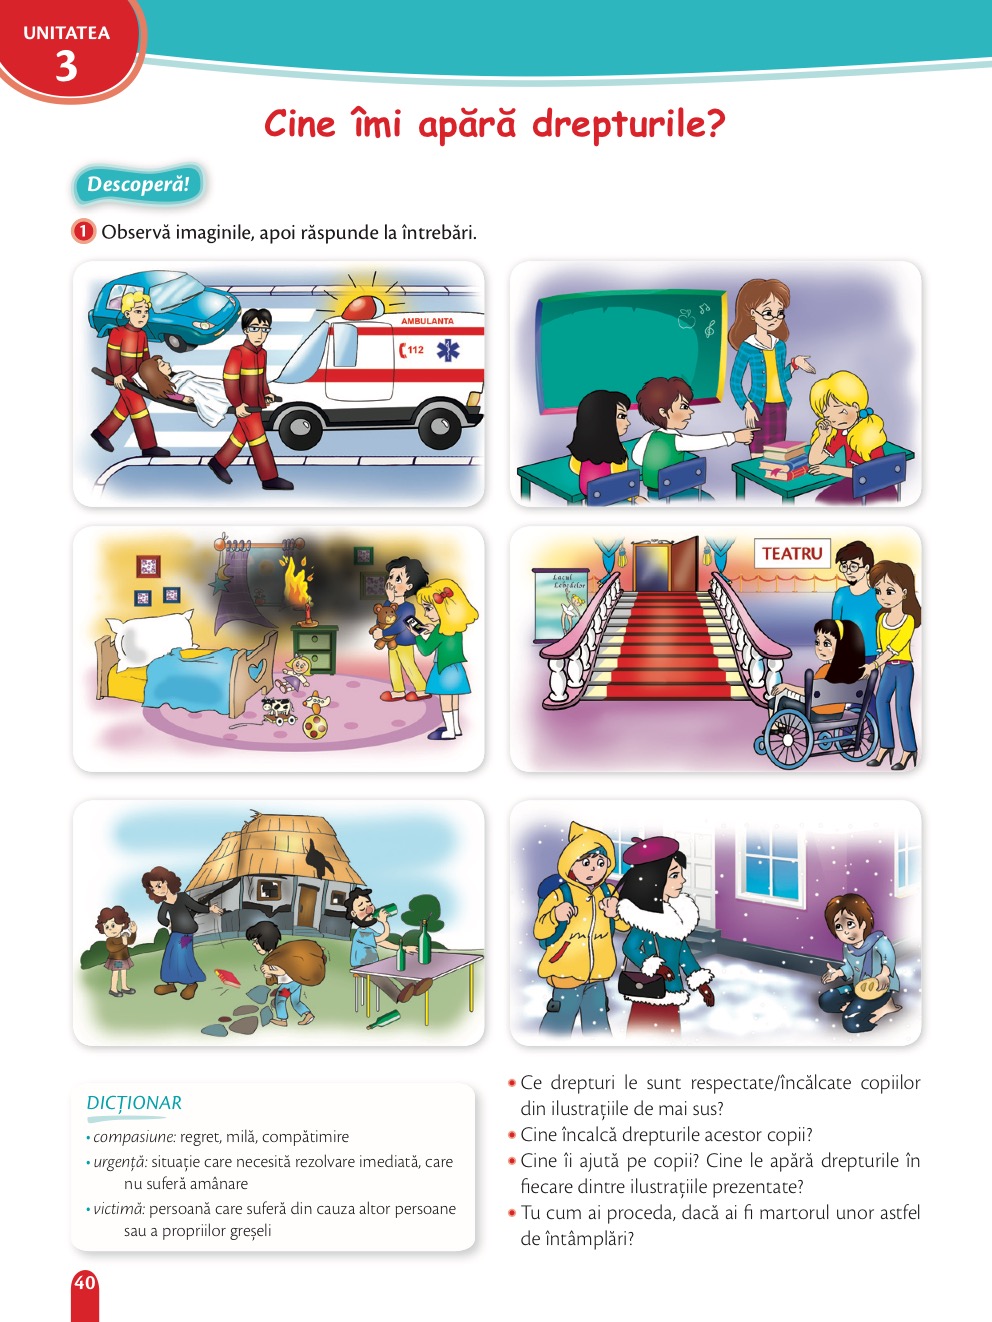 UNITATEA
3
Cine îmi apără drepturile?
Descoperă!
1 Observă imaginile, apoi răspunde la întrebări.
AMBULANTA
112
TEATRU
Lacul
Lebedelor
DICȚIONAR
• compasiune: regret, milă, compătimire
• urgență: situație care necesită rezolvare imediată, care
nu suferă amânare
• victimă: persoană care suferă din cauza altor persoane
sau a propriilor greșeli
• Ce drepturi le sunt respectate/încălcate copiilor
din ilustrațiile de mai sus?
• Cine încalcă drepturile acestor copii?
• Cine îi ajută pe copii? Cine le apără drepturile în
fiecare dintre ilustrațiile prezentate?
• Tu cum ai proceda, dacă ai fi martorul unor astfel
de întâmplări?
40